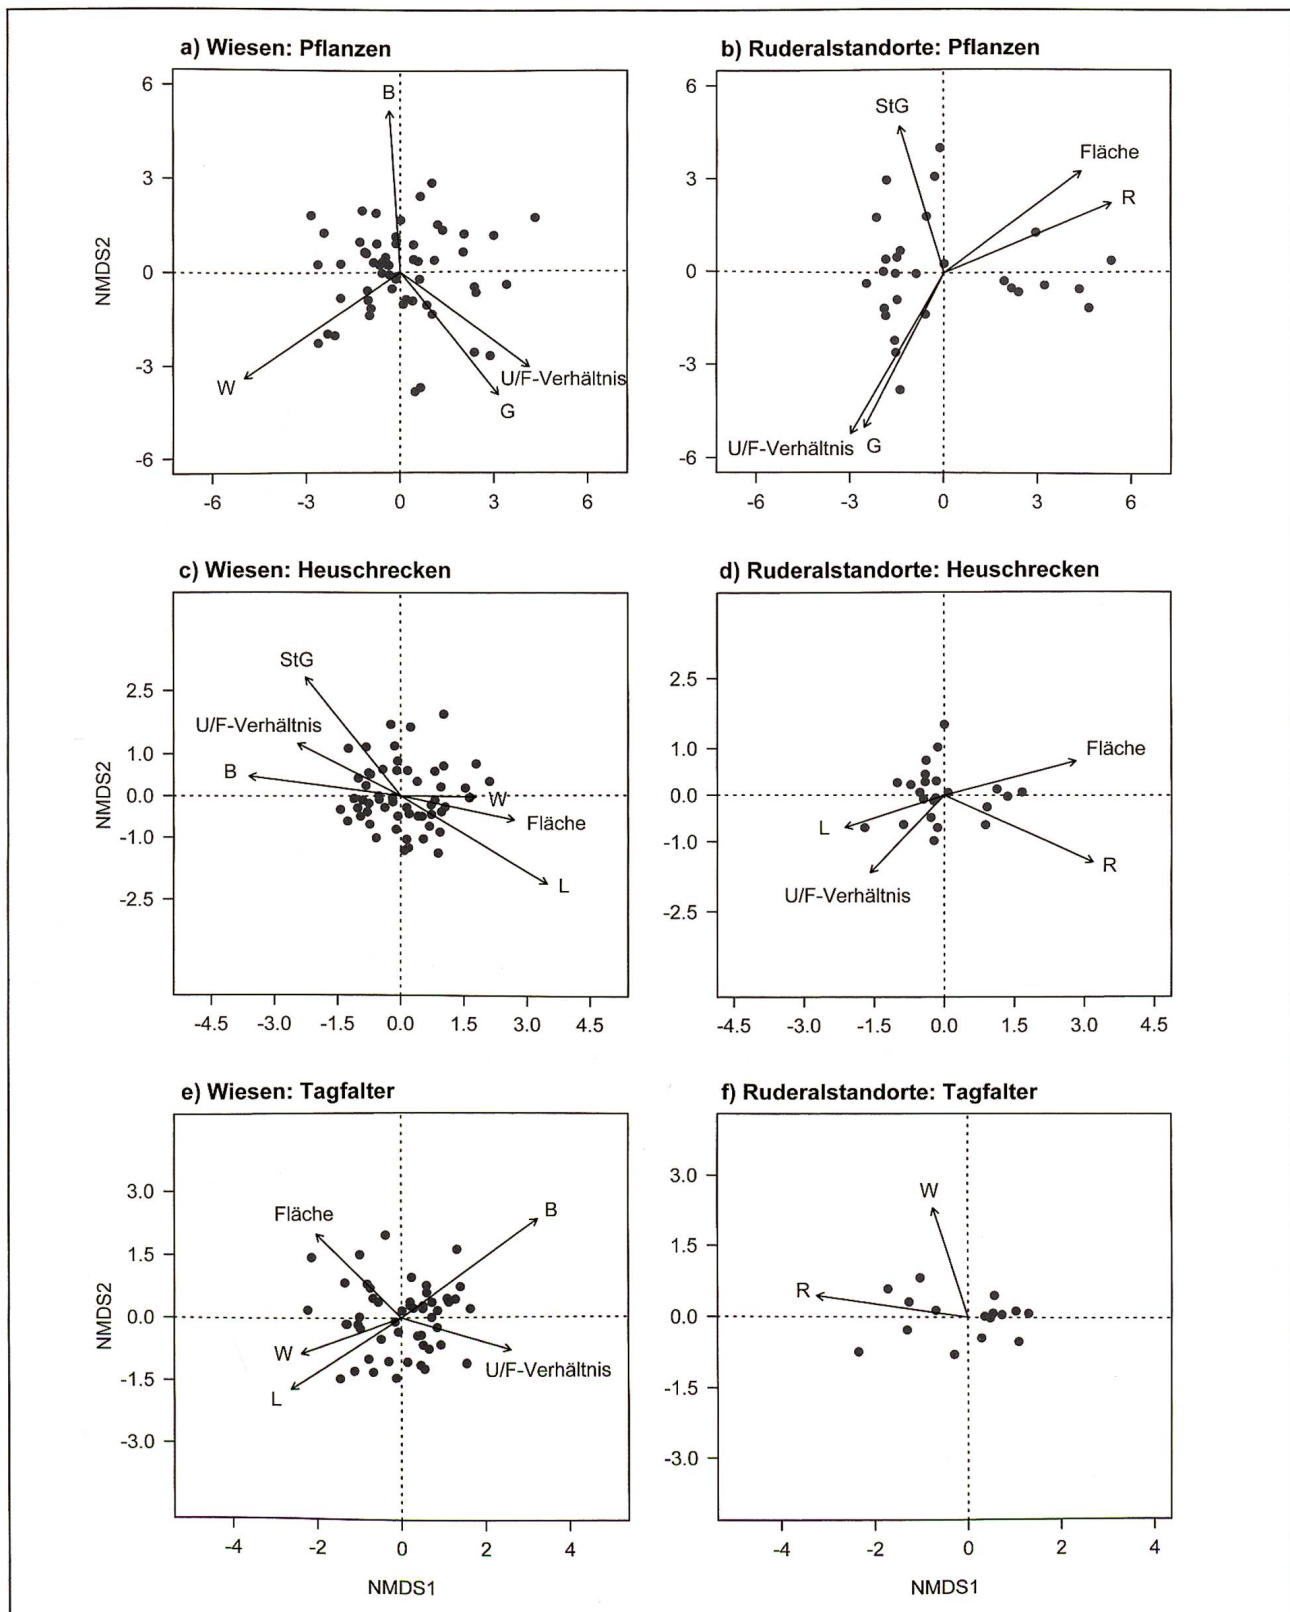 a) Wiesen: Pflanzen
6
3
0
-3
-6
NMDS2
B
W
U/F-Verhältnis
G
-6 -3 0 3 6
b) Ruderalstandorte: Pflanzen
6
3
0
-3
-6
StG
Fläche
R
U/F-Verhältnis
G
-6 -3 0 3 6
c) Wiesen: Heuschrecken
2.5
1.0
0.0
-1.0
-2.5
NMDS2
StG
U/F-Verhältnis
B
W
Fläche
L
-4.5 -3.0 -1.5 0.0 1.5 3.0 4.5
d) Ruderalstandorte: Heuschrecken
2.5
1.0
0.0
-1.0
-2.5
Fläche
L
R
U/F-Verhältnis
-4.5 -3.0 -1.5 0.0 1.5 3.0 4.5
e) Wiesen: Tagfalter
3.0
1.5
0.0
-1.5
-3.0
NMDS2
Fläche
B
W
L
U/F-Verhältnis
-4 -2 0 2 4
NMDS1
f) Ruderalstandorte: Tagfalter
3.0
1.5
0.0
-1.5
-3.0
W
R
-4 -2 0 2 4
NMDS1